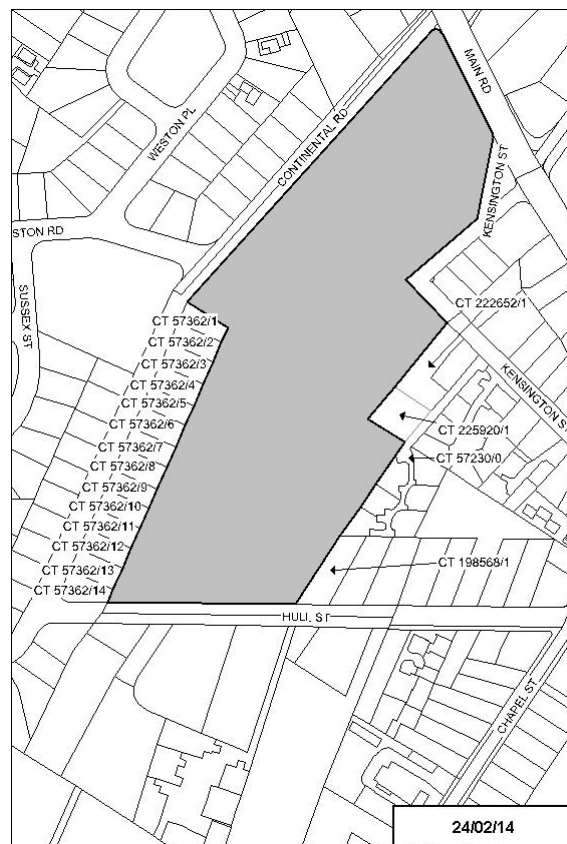 MAIN RD
CONTINENTAL RD
WESTON PL
KENSINGTON ST
STON RD
SUSSEX ST
CT 222652/1
CT 57362/1
CT 57362/2
CT 57362/3
CT 57362/4
CT 57362/5
CT 57362/6
CT 57362/7
CT 57362/8
CT 57362/9
CT 57362/10
CT 57362/11
CT 57362/12
CT 57362/13
CT 57362/14
KENSINGTON ST
CT 225920/1
CT 57230/0
CT 198568/1
HULL ST
CHAPEL ST
24/02/14